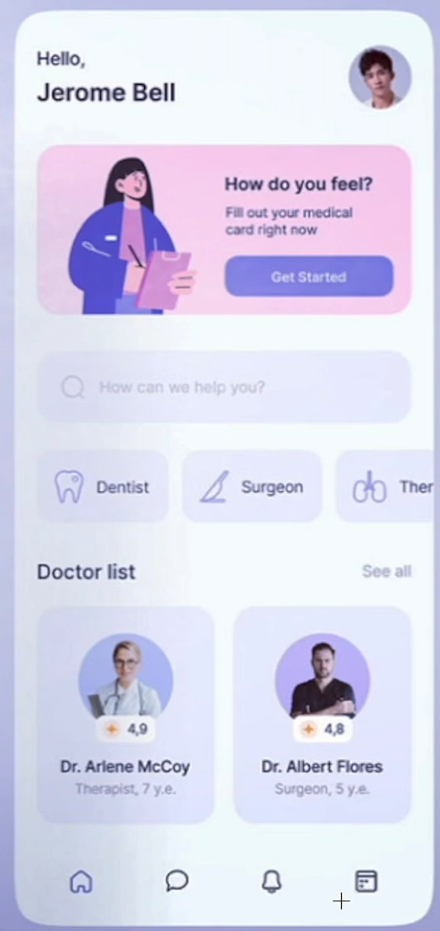 Hello,
Jerome Bell
How do you feel?
Fill out your medical
card right now
Get Started
How can we help you?
Dentist
Surgeon
Ther
Doctor list
See all
4,9
4,8
Dr. Arlene McCoy
Dr. Albert Flores
Therapist, 7 y.e.
Surgeon, 5 y.e.